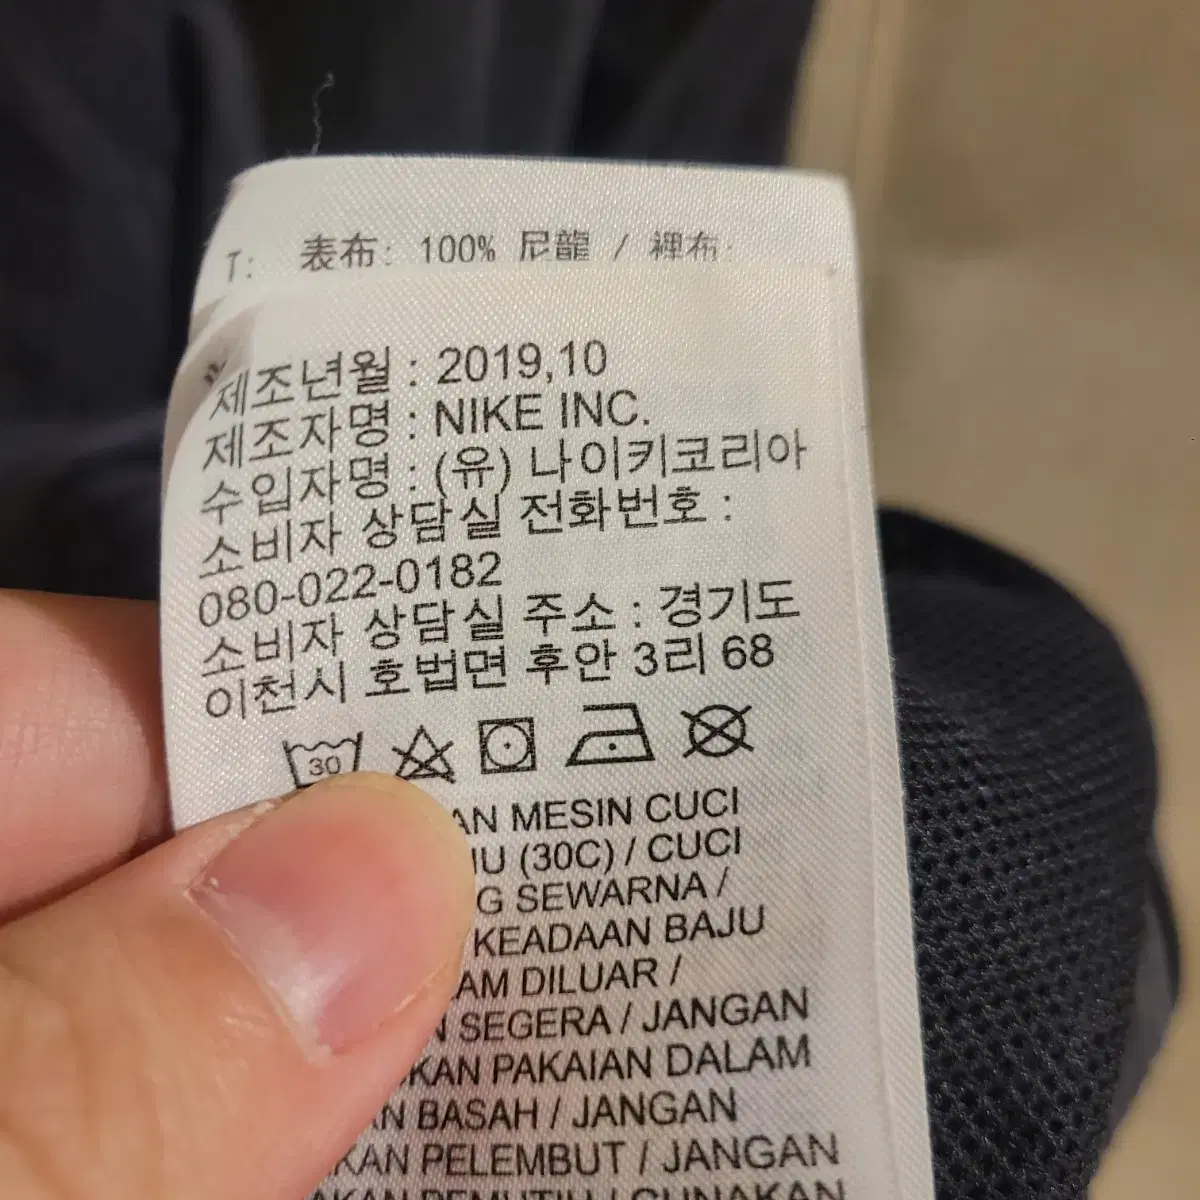 T: 表布: 100% 尼龍 / 裡布:
제조년월 : 2019,10
제조자명 : NIKE INC.
수입자명 : (유) 나이키코리아
소비자 상담실 전화번호 :
080-022-0182
소비자 상담실 주소 : 경기도
이천시 호법면 후안 3리 68
30
MESIN CUCI
(30C) / CUCI
SEWARNA /
KEADAAN BAJU
DILUAR /
SEGERA / JANGAN
PAKAIAN DALAM
BASAH / JANGAN
PELEMBUT / JANGAN
PEMUTIH / GUNAKAN